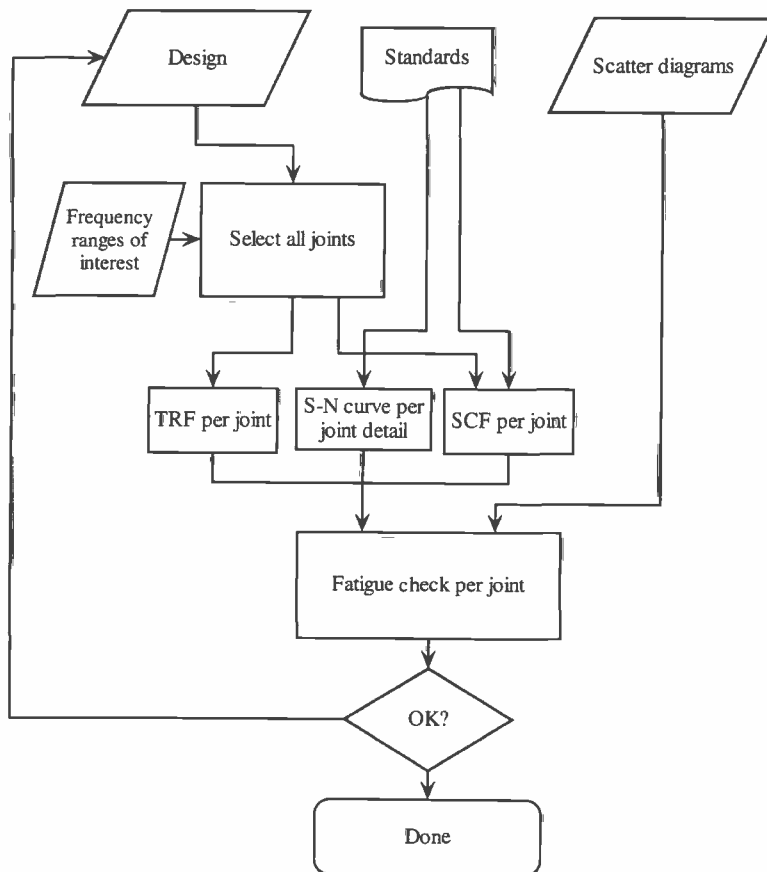 Design
Standards
Scatter diagrams
Frequency
ranges of
interest
Select all joints
TRF per joint
S-N curve per
joint detail
SCF per joint
Fatigue check per joint
OK?
Done